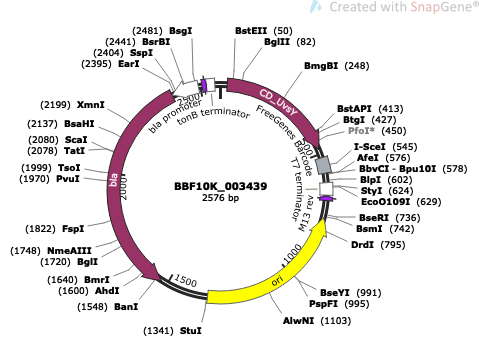 Created with SnapGene®
(2481) BsgI
(2441) BsrBI
(2404) SspI
(2395) EarI
BstEII (50)
BglII (82)
BmgBI (248)
BstAPI (413)
BtgI (427)
PfoI* (450)
I-SceI (545)
AfeI (576)
BbvCI - Bpu10I (578)
BlpI (602)
StyI (624)
EcoO109I (629)
BseRI (736)
BsmI (742)
DrdI (795)
BseYI (991)
PspFI (995)
AlwNI (1103)
(1341) StuI
(1548) BanI
(1600) AhdI
(1640) BmrI
(1720) BglI
(1748) NmeAIII
(1822) FspI
(1970) PvuI
(1999) TsoI
(2078) TatI
(2080) ScaI
(2137) BsaHI
(2199) XmnI
bla promoter
tonB terminator
CD_UvsY
FreeGenes Barcode
T7 terminator
M13 rev
ori
bla
1000
1500
2000
2500
BBF10K_003439
2576 bp